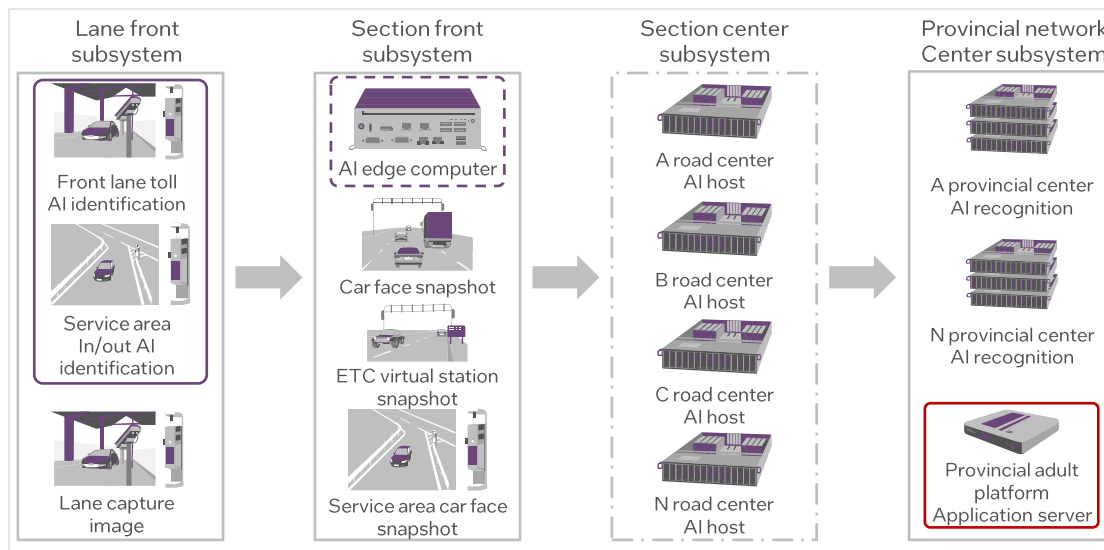 Lane front
subsystem
Front lane toll
AI identification
Service area
In/out AI
identification
Lane capture
image
Section front
subsystem
AI edge computer
Car face snapshot
ETC virtual station
snapshot
Service area car face
snapshot
Section center
subsystem
A road center
AI host
B road center
AI host
C road center
AI host
N road center
AI host
Provincial network
Center subsystem
A provincial center
AI recognition
N provincial center
AI recognition
Provincial adult
platform
Application server